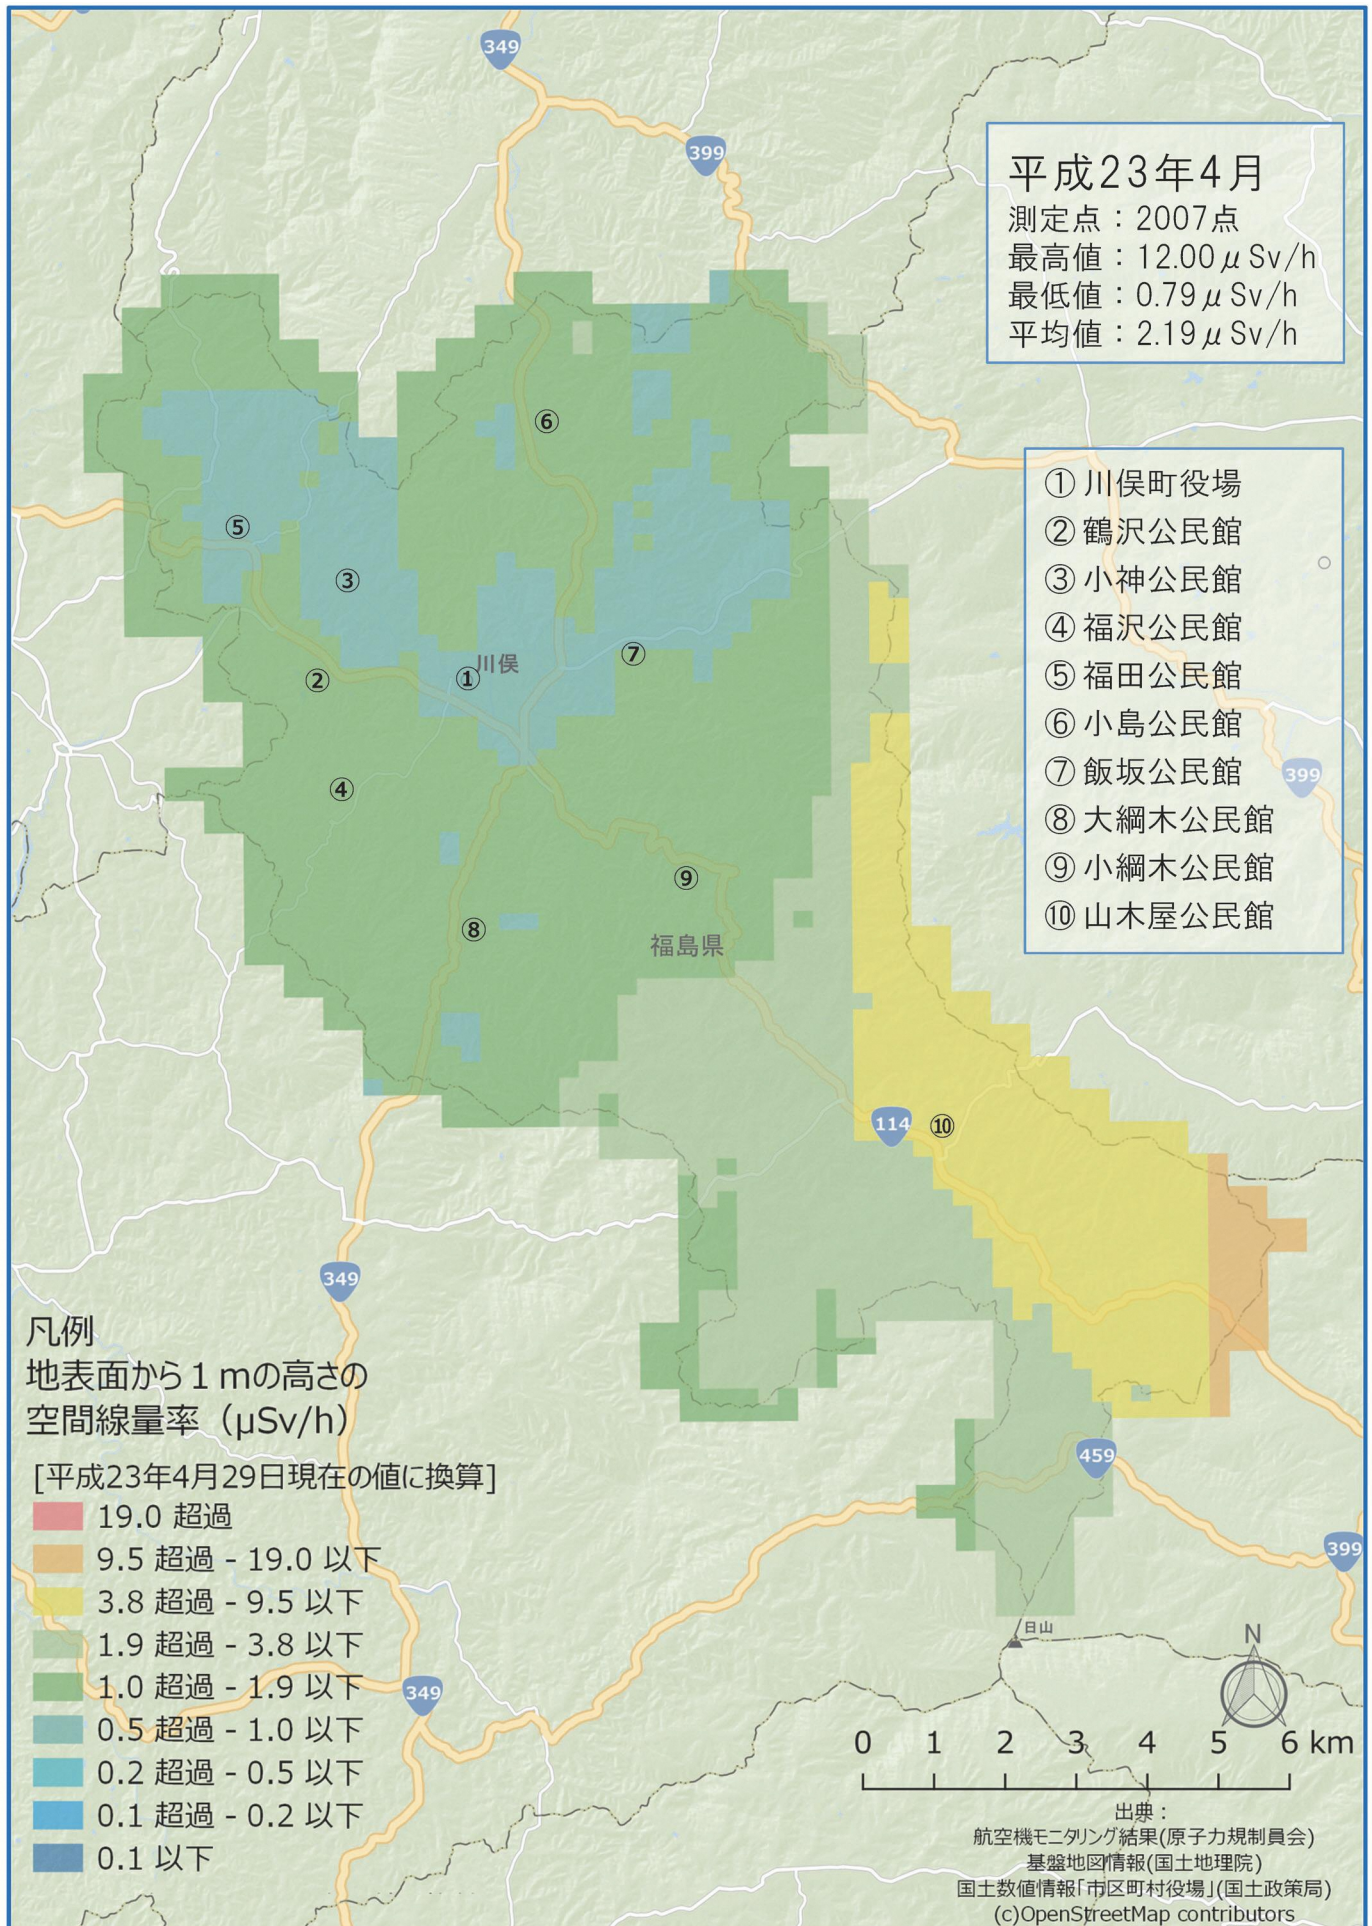 349
399
平成23年4月
測定点：2007点
最高値：12.00μSv/h
最低値：0.79μSv/h
平均値：2.19μSv/h
① 川俣町役場
② 鶴沢公民館
③ 小神公民館
④ 福沢公民館
⑤ 福田公民館
⑥ 小島公民館
⑦ 飯坂公民館
⑧ 大綱木公民館
⑨ 小綱木公民館
⑩ 山木屋公民館
⑥
⑤
③
川俣
⑦
①
②
④
399
⑨
⑧
福島県
114
⑩
349
凡例
地表面から１mの高さの
空間線量率（μSv/h）
[平成23年4月29日現在の値に換算]
19.0 超過
9.5 超過 - 19.0 以下
3.8 超過 - 9.5 以下
1.9 超過 - 3.8 以下
1.0 超過 - 1.9 以下
0.5 超過 - 1.0 以下
0.2 超過 - 0.5 以下
0.1 超過 - 0.2 以下
0.1 以下
459
399
日山
349
N
0 1 2 3 4 5 6 km
出典：
航空機モニタリング結果(原子力規制員会)
基盤地図情報(国土地理院)
国土数値情報｢市区町村役場｣(国土政策局)
(c)OpenStreetMap contributors